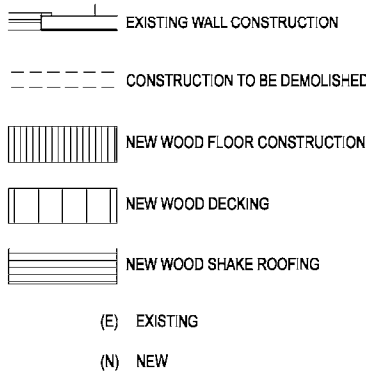 EXISTING WALL CONSTRUCTION
CONSTRUCTION TO BE DEMOLISHED
NEW WOOD FLOOR CONSTRUCTION
NEW WOOD DECKING
NEW WOOD SHAKE ROOFING
(E) EXISTING
(N) NEW